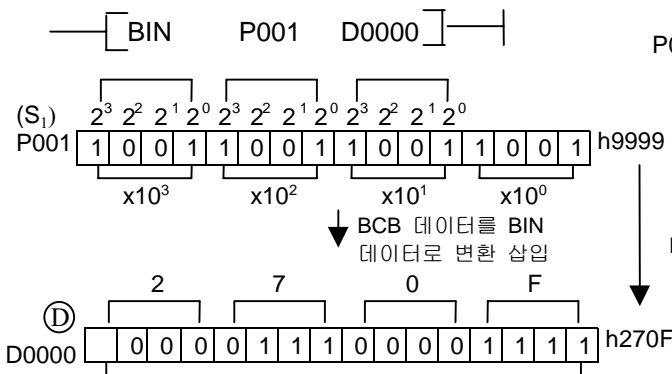 BIN P001 D0000
P0
2³ 2² 2¹ 2⁰ 2³ 2² 2¹ 2⁰ 2³ 2² 2¹ 2⁰
(S₁)
P001 1 0 0 1 1 0 0 1 1 0 0 1 1 0 0 1 h9999
x10³ x10² x10¹ x10⁰
BCB 데이터를 BIN
데이터로 변환 삽입
2 7 0 F
Ⓓ
D0000 0 0 0 0 1 1 1 0 0 0 0 1 1 1 1 h270F